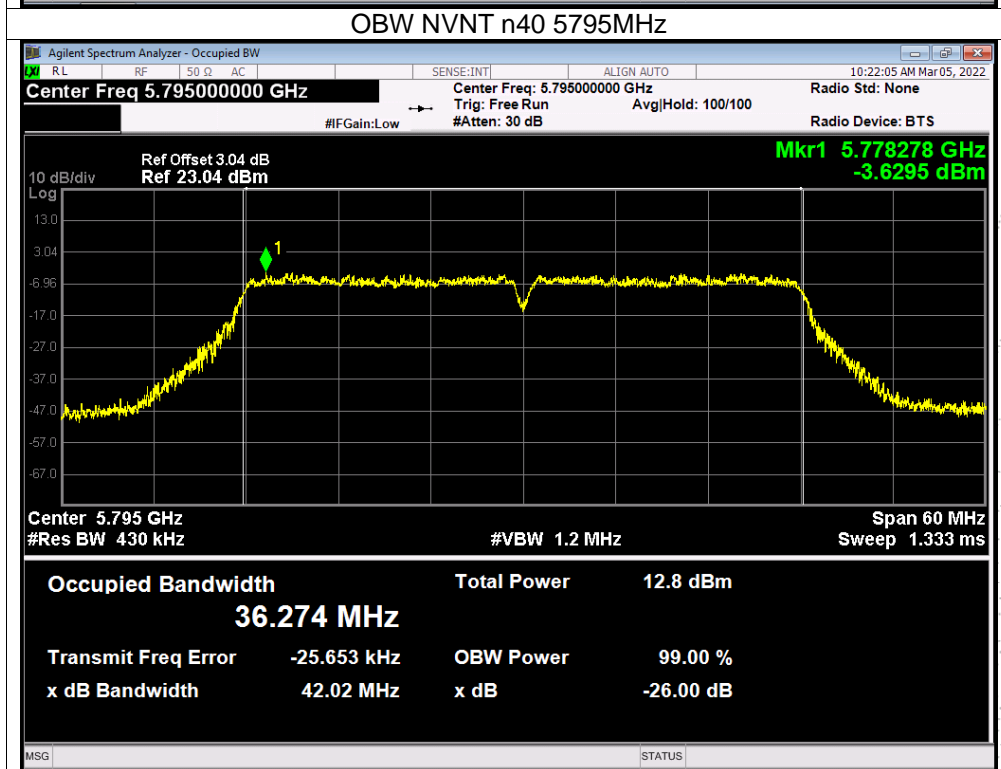 OBW NVNT n40 5795MHz
Agilent Spectrum Analyzer - Occupied BW
LXI RL RF 50 Ω AC SENSE:INT ALIGN AUTO 10:22:05 AM Mar 05, 2022
Center Freq 5.795000000 GHz Center Freq: 5.795000000 GHz Radio Std: None
Trig: Free Run Avg|Hold: 100/100
#IFGain:Low #Atten: 30 dB Radio Device: BTS
Mkr1 5.778278 GHz
-3.6295 dBm
Ref Offset 3.04 dB
10 dB/div Ref 23.04 dBm
Log
13.0
3.04
-6.96
-17.0
-27.0
-37.0
-47.0
-57.0
-67.0
1
Center 5.795 GHz Span 60 MHz
#Res BW 430 kHz #VBW 1.2 MHz Sweep 1.333 ms
Occupied Bandwidth Total Power 12.8 dBm
36.274 MHz
Transmit Freq Error -25.653 kHz OBW Power 99.00 %
x dB Bandwidth 42.02 MHz x dB -26.00 dB
MSG STATUS